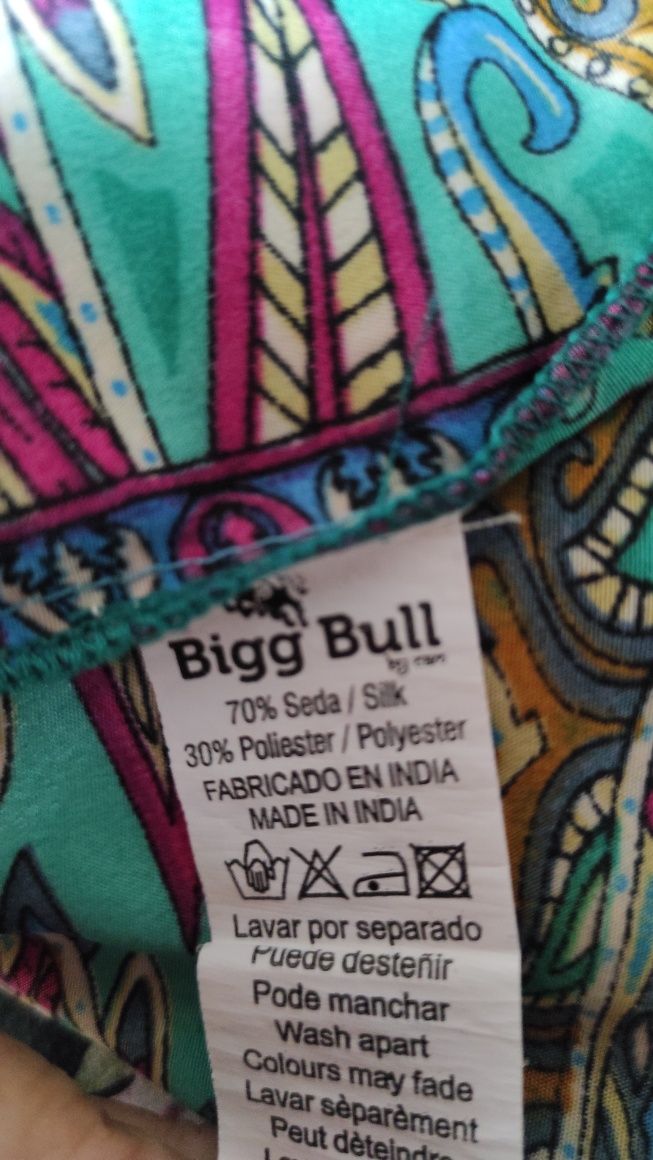 Bigg Bull
70% Seda / Silk
30% Poliester / Polyester
FABRICADO EN INDIA
MADE IN INDIA
Lavar por separado
Puede desteñir
Pode manchar
Wash apart
Colours may fade
Lavar sèparèment
Peut dèteindre